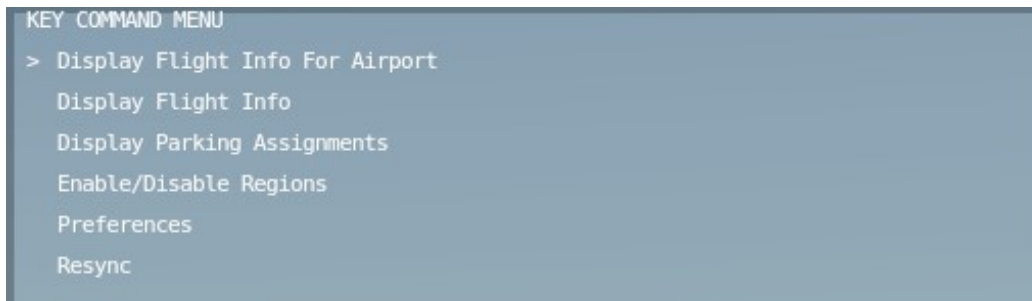 KEY COMMAND MENU
> Display Flight Info For Airport
Display Flight Info
Display Parking Assignments
Enable/Disable Regions
Preferences
Resync